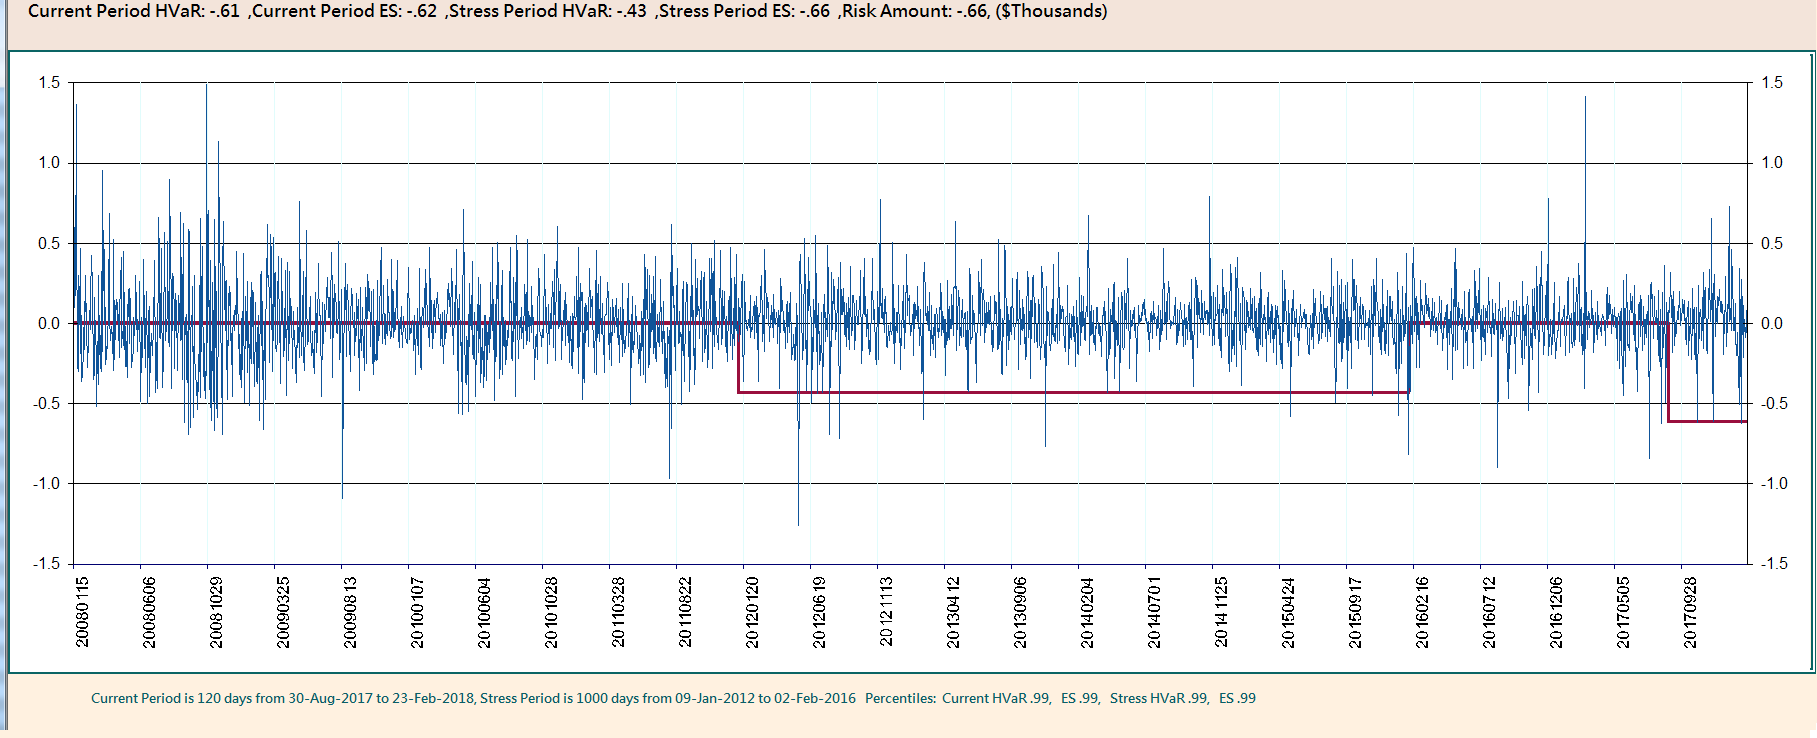 Current Period HVaR: -.61 ,Current Period ES: -.62 ,Stress Period HVaR: -.43 ,Stress Period ES: -.66 ,Risk Amount: -.66, ($Thousands)
1.5 1.5
1.0 1.0
0.5 0.5
0.0 0.0
-0.5 -0.5
-1.0 -1.0
-1.5 -1.5
20080115 20080606 20081029 20090325 20090813 20100107 20100604 20101028 20110328 20110822 20120120 20120619 20121113 20130412 20130906 20140204 20140701 20141125 20150424 20150917 20160216 20160712 20161206 20170505 20170928
Current Period is 120 days from 30-Aug-2017 to 23-Feb-2018, Stress Period is 1000 days from 09-Jan-2012 to 02-Feb-2016 Percentiles: Current HVaR .99, ES .99, Stress HVaR .99, ES .99